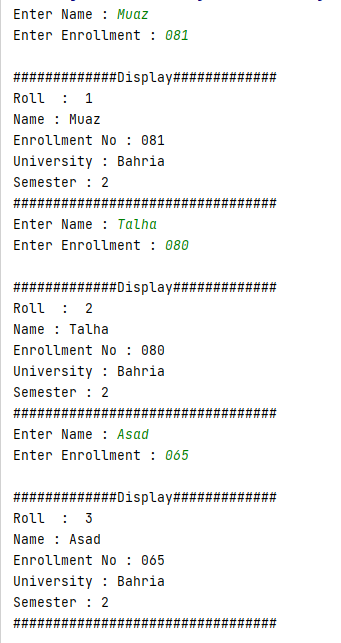 Enter Name : Muaz
Enter Enrollment : 081
#############Display#############
Roll  :  1
Name : Muaz
Enrollment No : 081
University : Bahria
Semester : 2
#################################
Enter Name : Talha
Enter Enrollment : 080
#############Display#############
Roll  :  2
Name : Talha
Enrollment No : 080
University : Bahria
Semester : 2
#################################
Enter Name : Asad
Enter Enrollment : 065
#############Display#############
Roll  :  3
Name : Asad
Enrollment No : 065
University : Bahria
Semester : 2
#################################